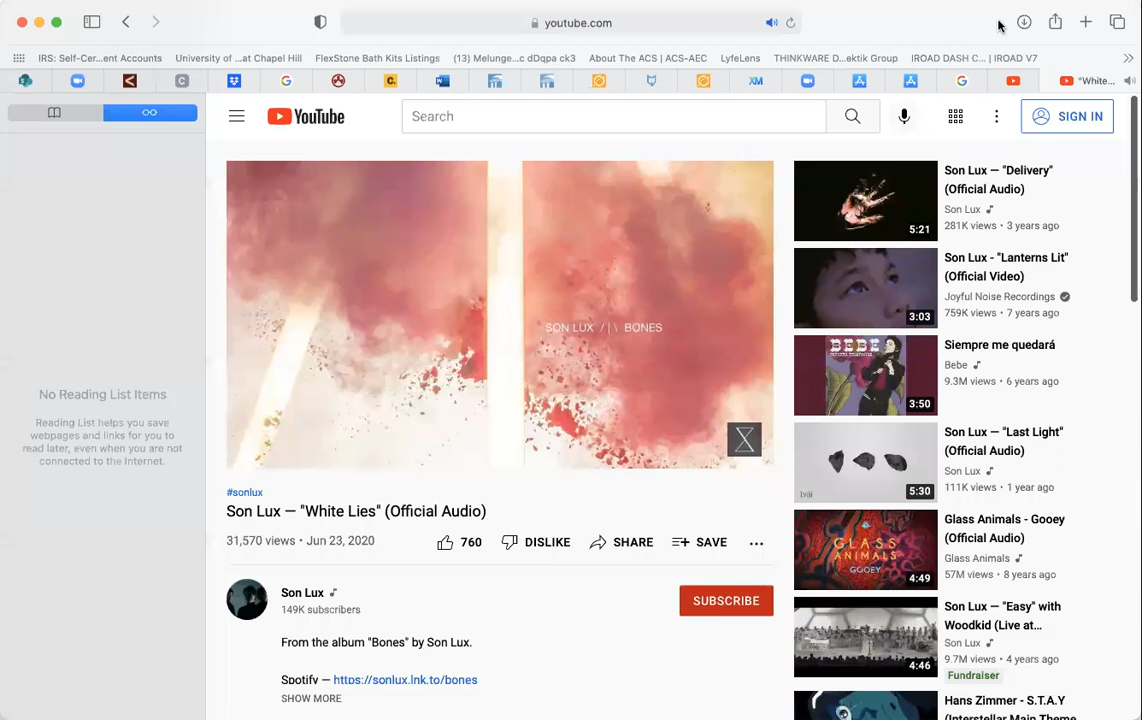 youtube.com
IRS: Self-Cer...ent Accounts
University of ...at Chapel Hill
FlexStone Bath Kits Listings
(13) Melunge...c dDqpa ck3
About The ACS | ACS-AEC
LyfeLens
THINKWARE D...ektik Group
IROAD DASH C... | IROAD V7
"White...
YouTube
Search
SIGN IN
No Reading List Items
Reading List helps you save
webpages and links for you to
read later, even when you are not
connected to the Internet.
SON LUX / | \ BONES
#sonlux
Son Lux — "White Lies" (Official Audio)
31,570 views • Jun 23, 2020
760
DISLIKE
SHARE
SAVE
Son Lux
149K subscribers
SUBSCRIBE
From the album "Bones" by Son Lux.
Spotify — https://sonlux.lnk.to/bones
SHOW MORE
5:21
Son Lux — "Delivery"
(Official Audio)
Son Lux
281K views • 3 years ago
3:03
Son Lux - "Lanterns Lit"
(Official Video)
Joyful Noise Recordings
759K views • 7 years ago
BEBE
3:50
Siempre me quedará
Bebe
9.3M views • 6 years ago
5:30
Son Lux — "Last Light"
(Official Audio)
Son Lux
111K views • 1 year ago
GLASS
ANIMALS
GOOEY
4:49
Glass Animals - Gooey
(Official Audio)
Glass Animals
57M views • 8 years ago
4:46
Son Lux — "Easy" with
Woodkid (Live at...
Son Lux
9.7M views • 4 years ago
Fundraiser
Hans Zimmer - S.T.A.Y
(Interstellar Main Theme